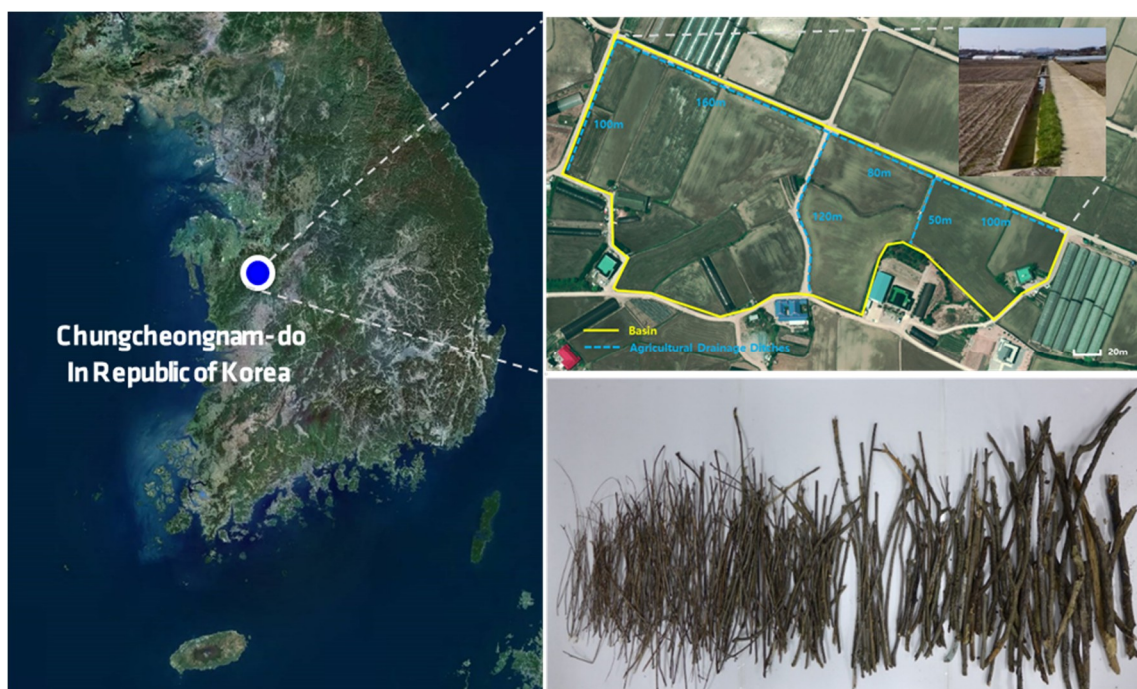 Chungcheongnam-do
In Republic of Korea
160m
100m
80m
120m
50m
100m
Basin
Agricultural Drainage Ditches
20m